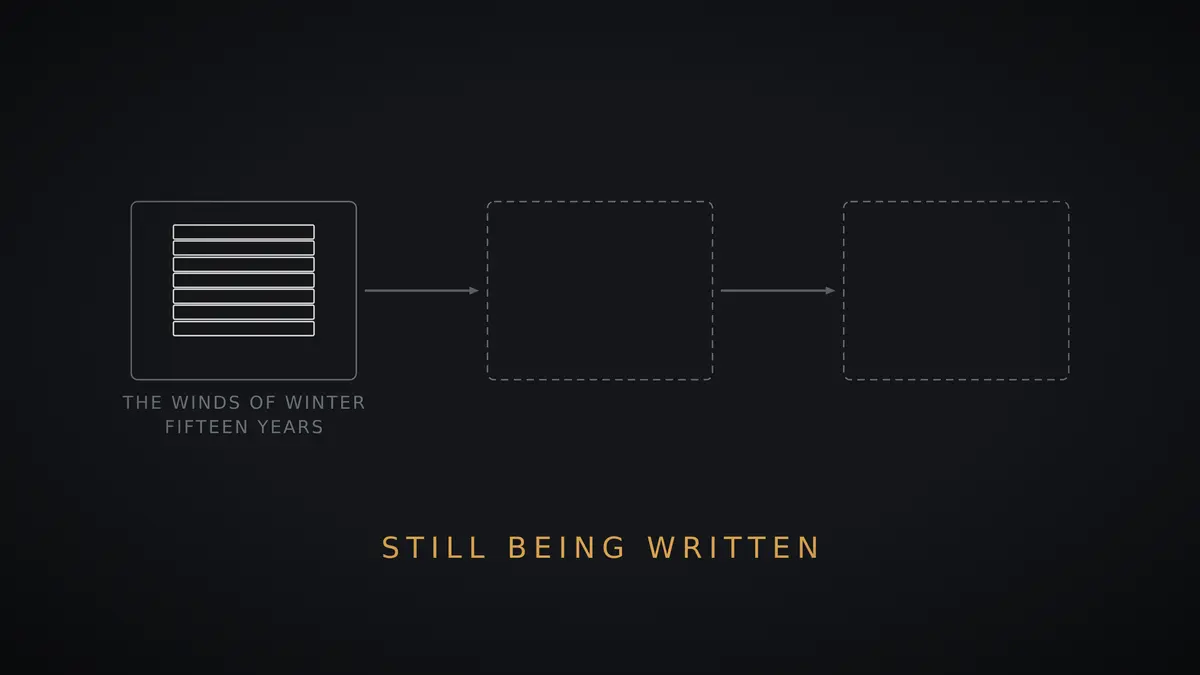 THE WINDS OF WINTER
FIFTEEN YEARS
STILL BEING WRITTEN